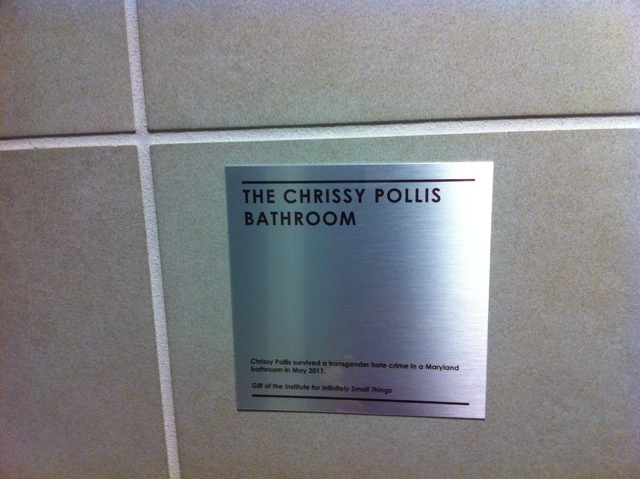 THE CHRISSY POLLIS
BATHROOM
Chrissy Pollis survived a transgender hate crime in a Maryland
bathroom in May 2011.
Gift of the Institute for Infinitely Small Things